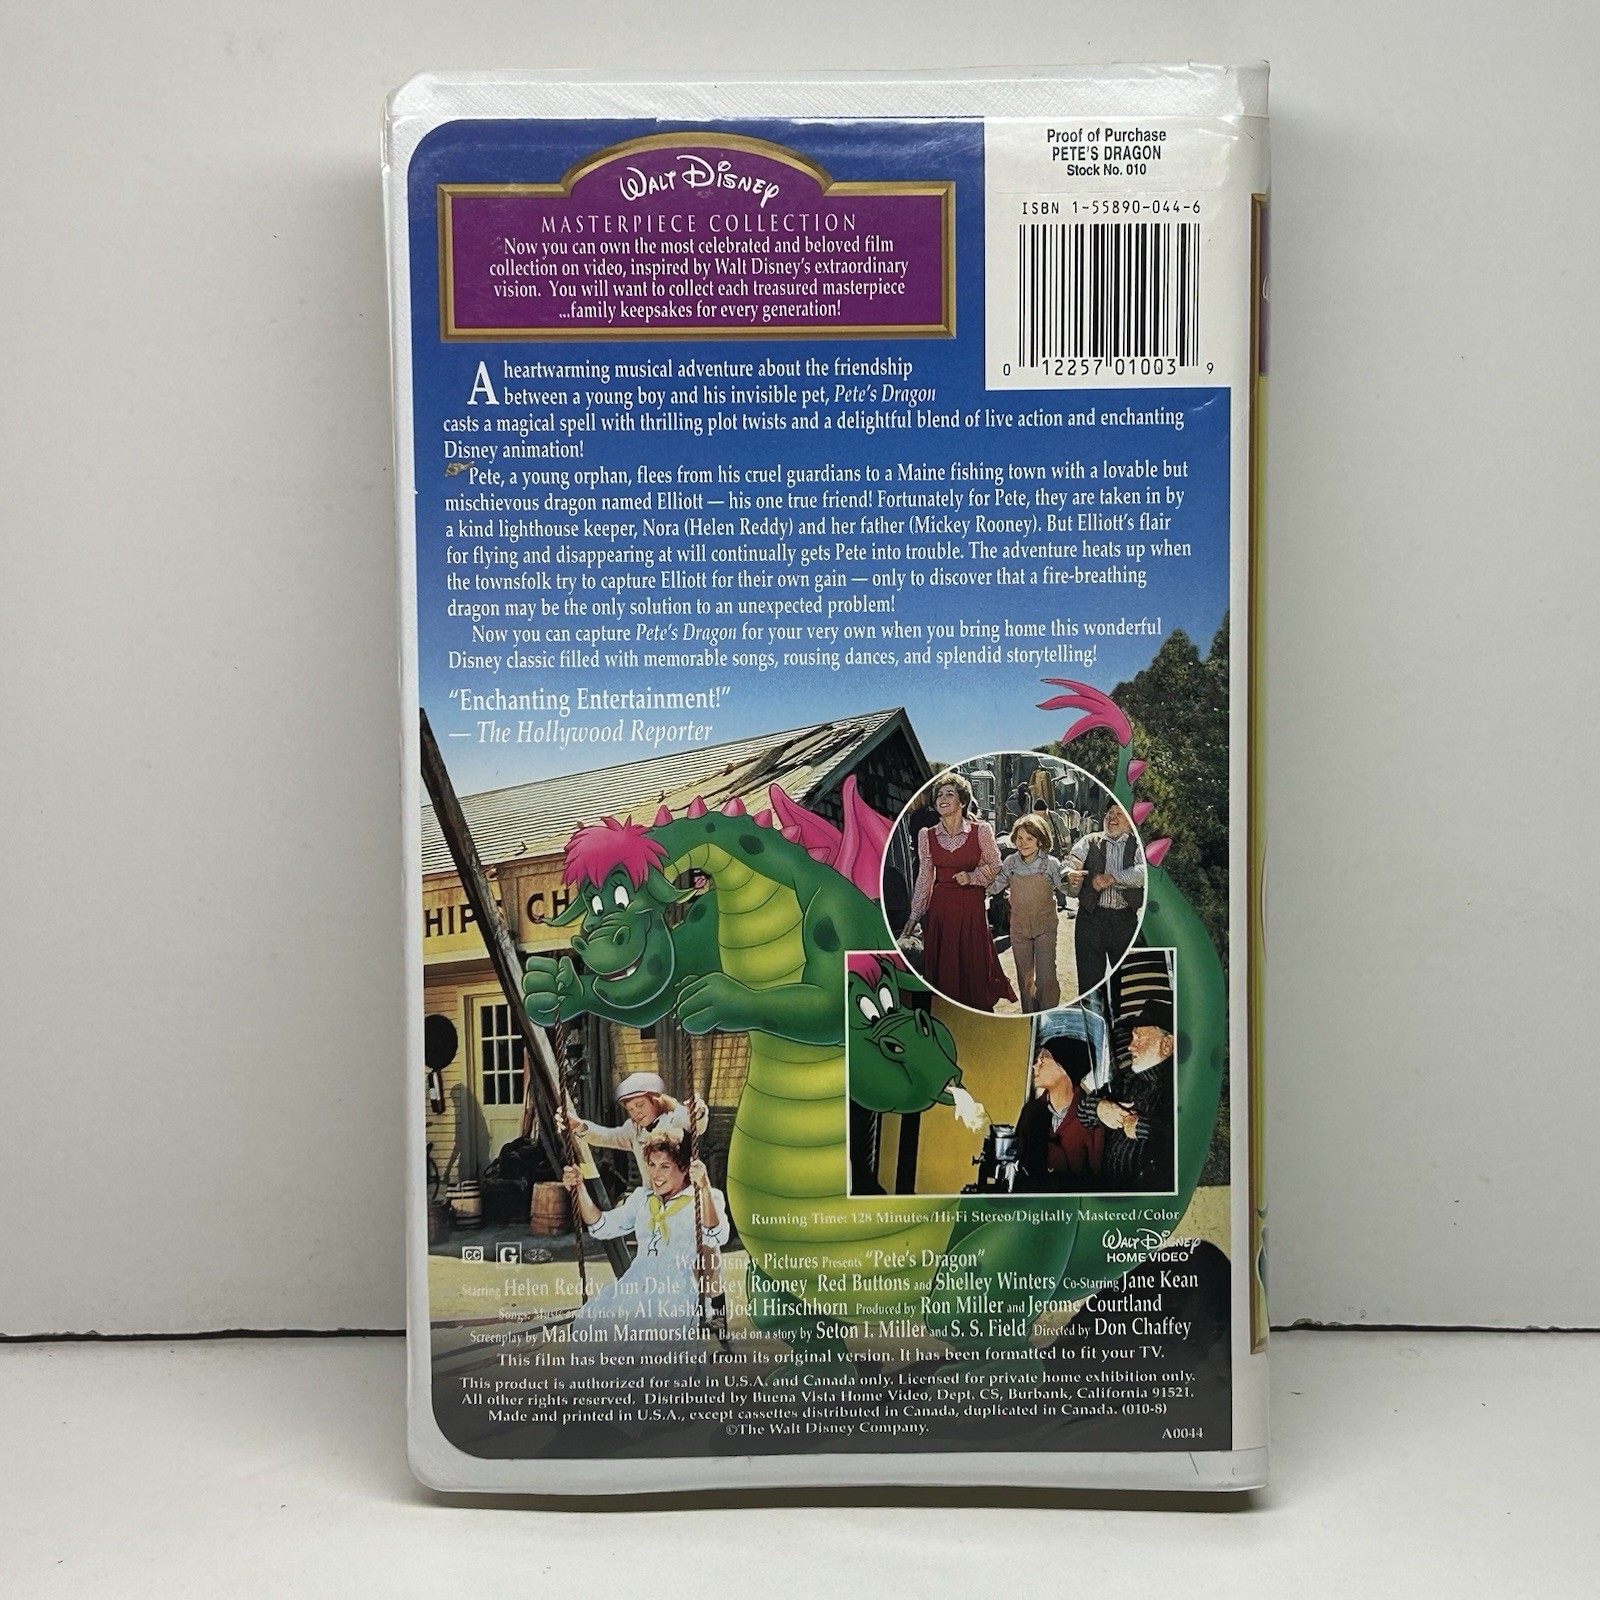 WALT DISNEY
MASTERPIECE COLLECTION
Now you can own the most celebrated and beloved film
collection on video, inspired by Walt Disney's extraordinary
vision. You will want to collect each treasured masterpiece
...family keepsakes for every generation!
Proof of Purchase
PETE'S DRAGON
Stock No. 010
ISBN 1-55890-044-6
0 12257 01003 9
A heartwarming musical adventure about the friendship
between a young boy and his invisible pet, Pete's Dragon
casts a magical spell with thrilling plot twists and a delightful blend of live action and enchanting
Disney animation!
Pete, a young orphan, flees from his cruel guardians to a Maine fishing town with a lovable but
mischievous dragon named Elliott — his one true friend! Fortunately for Pete, they are taken in by
a kind lighthouse keeper, Nora (Helen Reddy) and her father (Mickey Rooney). But Elliott's flair
for flying and disappearing at will continually gets Pete into trouble. The adventure heats up when
the townsfolk try to capture Elliott for their own gain — only to discover that a fire-breathing
dragon may be the only solution to an unexpected problem!
Now you can capture Pete's Dragon for your very own when you bring home this wonderful
Disney classic filled with memorable songs, rousing dances, and splendid storytelling!
"Enchanting Entertainment!"
— The Hollywood Reporter
HIP CH
Running Time: 128 Minutes/Hi-Fi Stereo/Digitally Mastered/Color
WALT DISNEY
HOME VIDEO
CC G
Walt Disney Pictures Presents "Pete's Dragon"
Starring Helen Reddy Jim Dale Mickey Rooney Red Buttons and Shelley Winters Co-Starring Jane Kean
Songs: Music and Lyrics by Al Kasha and Joel Hirschhorn Produced by Ron Miller and Jerome Courtland
Screenplay by Malcolm Marmorstein Based on a story by Seton I. Miller and S. S. Field Directed by Don Chaffey
This film has been modified from its original version. It has been formatted to fit your TV.
This product is authorized for sale in U.S.A. and Canada only. Licensed for private home exhibition only.
All other rights reserved. Distributed by Buena Vista Home Video, Dept. CS, Burbank, California 91521.
Made and printed in U.S.A., except cassettes distributed in Canada, duplicated in Canada. (010-8)
©The Walt Disney Company.
A0044